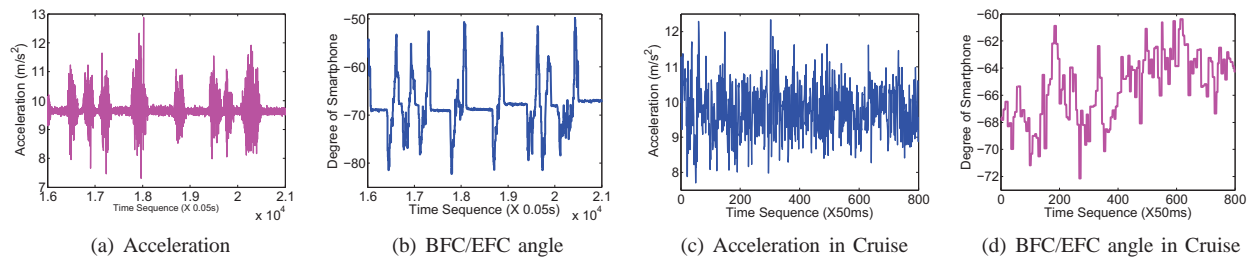 13
12
11
10
9
8
7
1.6 1.7 1.8 1.9 2.0 2.1
x 10⁴
Acceleration (m/s²)
Time Sequence (X 0.05s)
(a) Acceleration
−50
−60
−70
−80
1.6 1.7 1.8 1.9 2.0 2.1
x 10⁴
Degree of Smartphone
Time Sequence (X 0.05s)
(b) BFC/EFC angle
12
11
10
9
8
0 200 400 600 800
Acceleration (m/s²)
Time Sequence (X50ms)
(c) Acceleration in Cruise
−60
−62
−64
−66
−68
−70
−72
0 200 400 600 800
Degree of Smartphone
Time Sequence (X50ms)
(d) BFC/EFC angle in Cruise